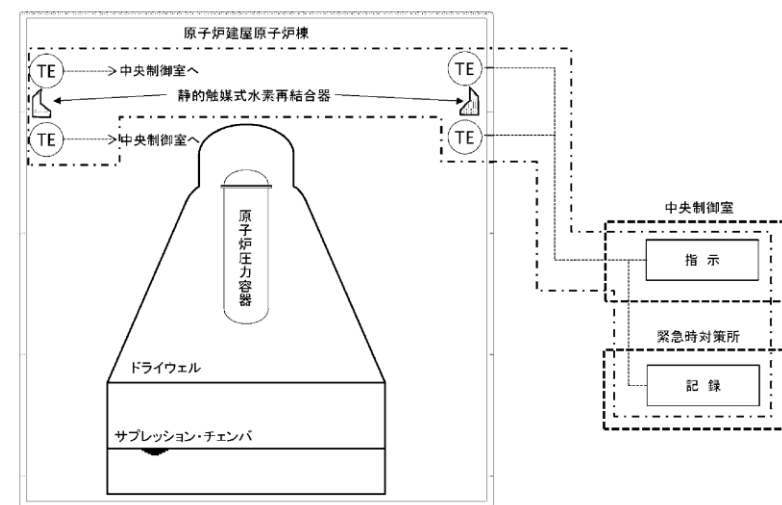 原子炉建屋原子炉棟
TE
中央制御室へ
TE
静的触媒式水素再結合器
TE
中央制御室へ
TE
原子炉圧力容器
中央制御室
指 示
緊急時対策所
ドライウェル
記 録
サプレッション・チェンバ